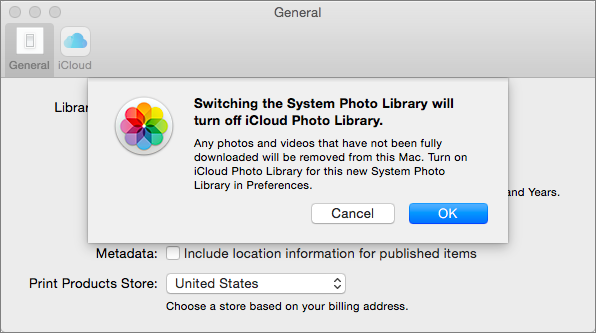 General
General
iCloud
Switching the System Photo Library will
turn off iCloud Photo Library.
Any photos and videos that have not been fully
downloaded will be removed from this Mac. Turn on
iCloud Photo Library for this new System Photo
Library in Preferences.
and Years.
Cancel
OK
Metadata: Include location information for published items
Print Products Store: United States
Choose a store based on your billing address.